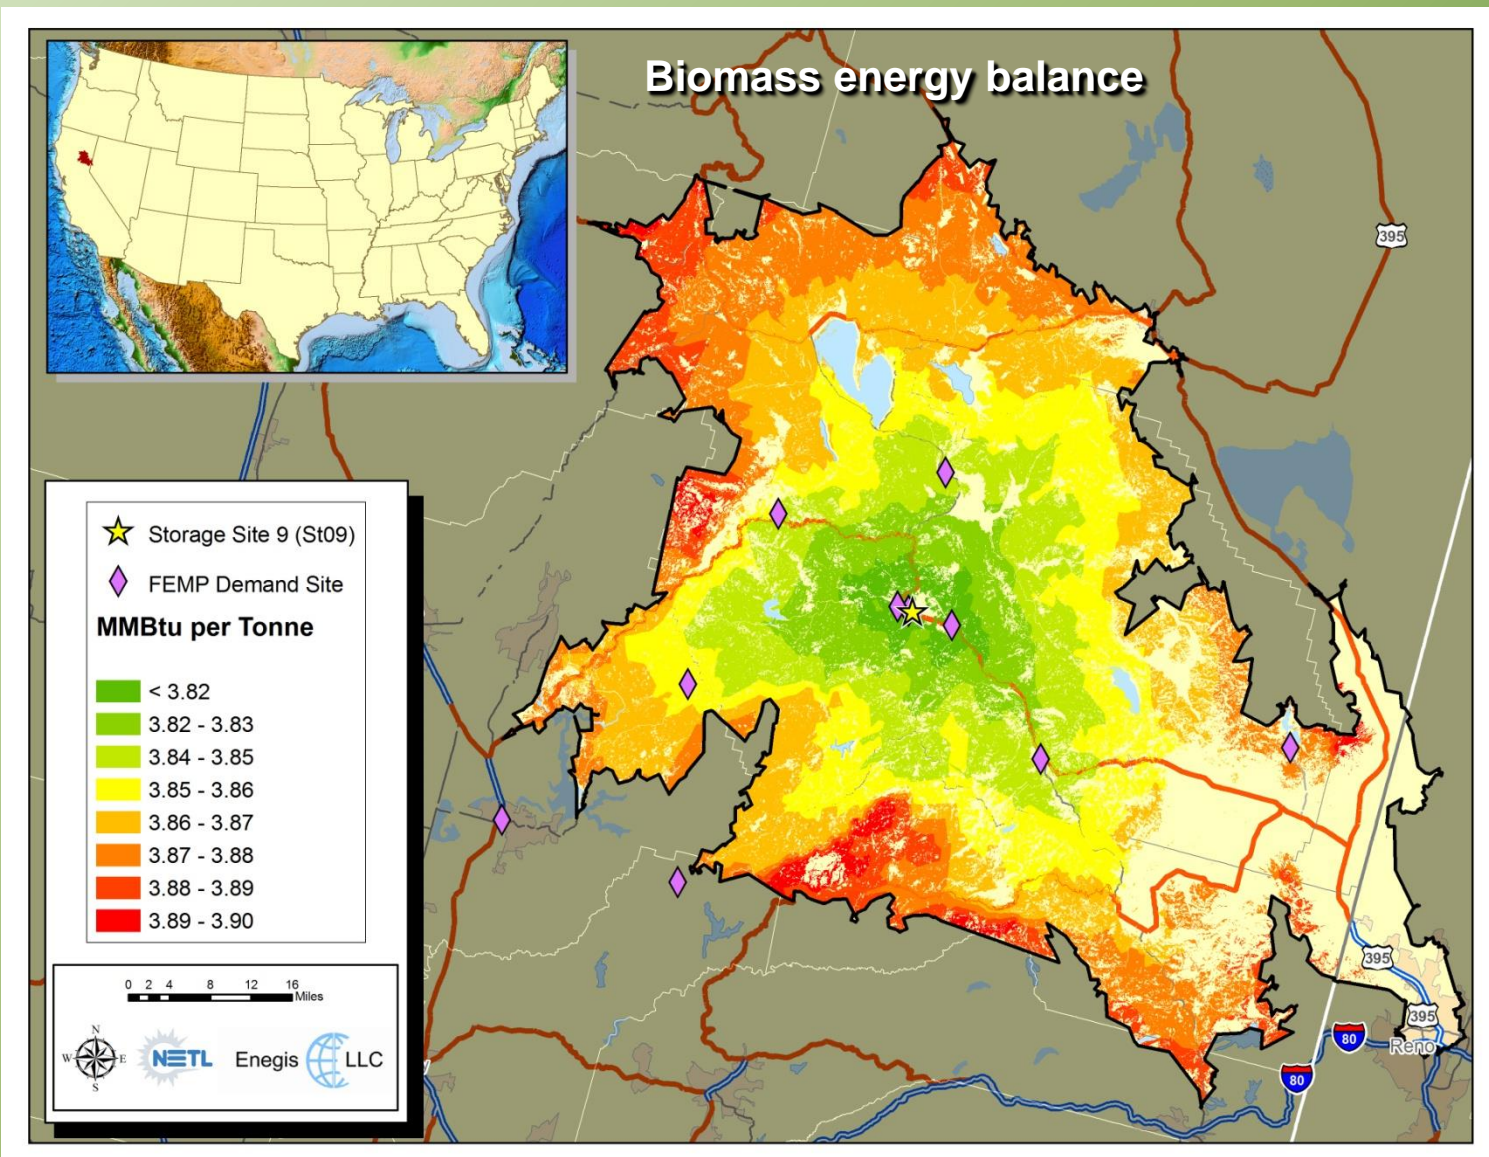 Biomass energy balance
395
Storage Site 9 (St09)
FEMP Demand Site
MMBtu per Tonne
< 3.82
3.82 - 3.83
3.84 - 3.85
3.85 - 3.86
3.86 - 3.87
3.87 - 3.88
3.88 - 3.89
3.89 - 3.90
0 2 4 8 12 16
Miles
N
W E
S
NETL
Enegis LLC
395
395
80
Reno
80